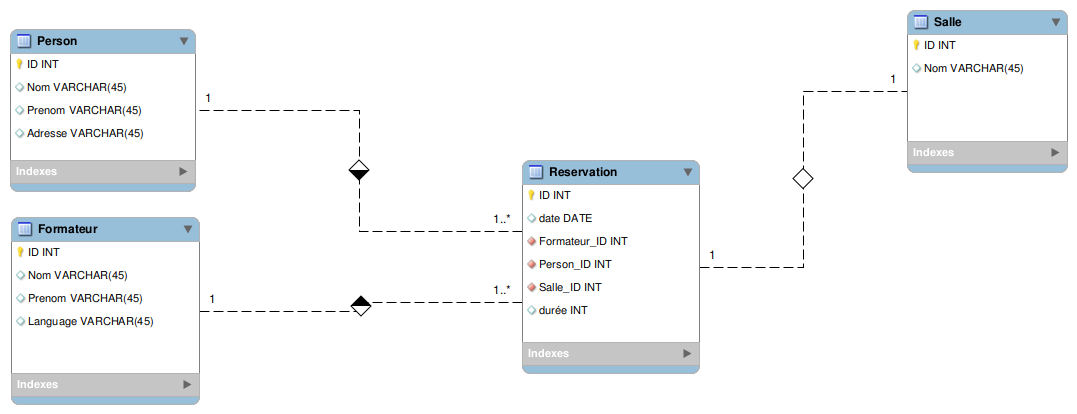 Person
ID INT
Nom VARCHAR(45)
Prenom VARCHAR(45)
Adresse VARCHAR(45)
Indexes
1
1..*
Formateur
ID INT
Nom VARCHAR(45)
Prenom VARCHAR(45)
Language VARCHAR(45)
Indexes
1
1..*
Reservation
ID INT
date DATE
Formateur_ID INT
Person_ID INT
Salle_ID INT
durée INT
Indexes
1
1
Salle
ID INT
Nom VARCHAR(45)
Indexes